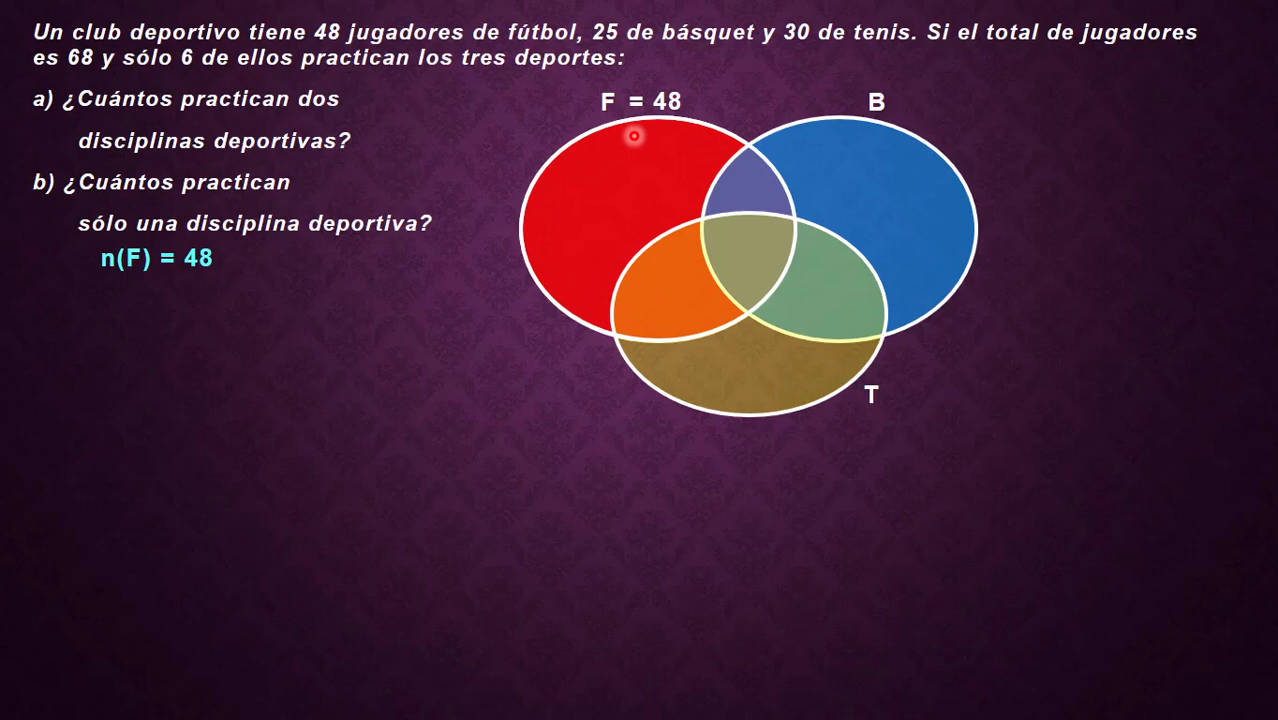 Un club deportivo tiene 48 jugadores de fútbol, 25 de básquet y 30 de tenis. Si el total de jugadores
es 68 y sólo 6 de ellos practican los tres deportes:
a) ¿Cuántos practican dos
disciplinas deportivas?
b) ¿Cuántos practican
sólo una disciplina deportiva?
n(F) = 48
F = 48
B
T